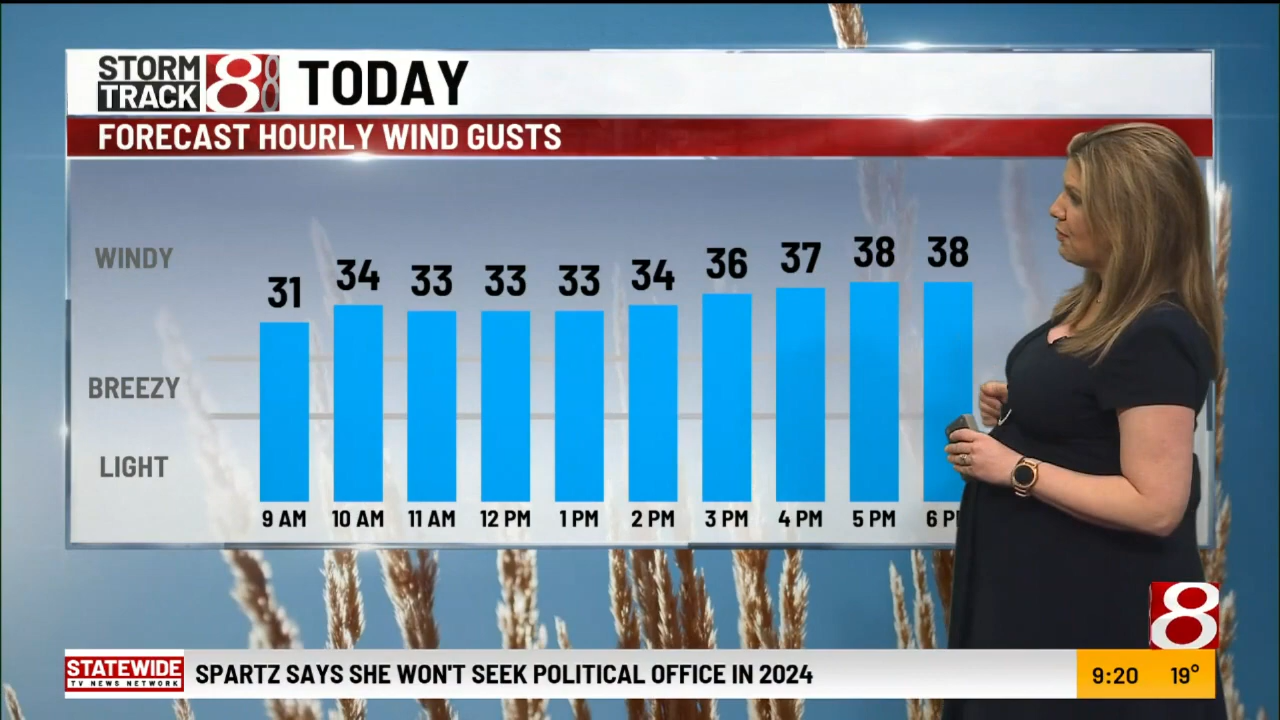 STORM TRACK 8 TODAY
FORECAST HOURLY WIND GUSTS
WINDY
BREEZY
LIGHT
31 34 33 33 33 34 36 37 38 38
9 AM 10 AM 11 AM 12 PM 1 PM 2 PM 3 PM 4 PM 5 PM 6 P
8
STATEWIDE
TV NEWS NETWORK
SPARTZ SAYS SHE WON'T SEEK POLITICAL OFFICE IN 2024
9:20 19°